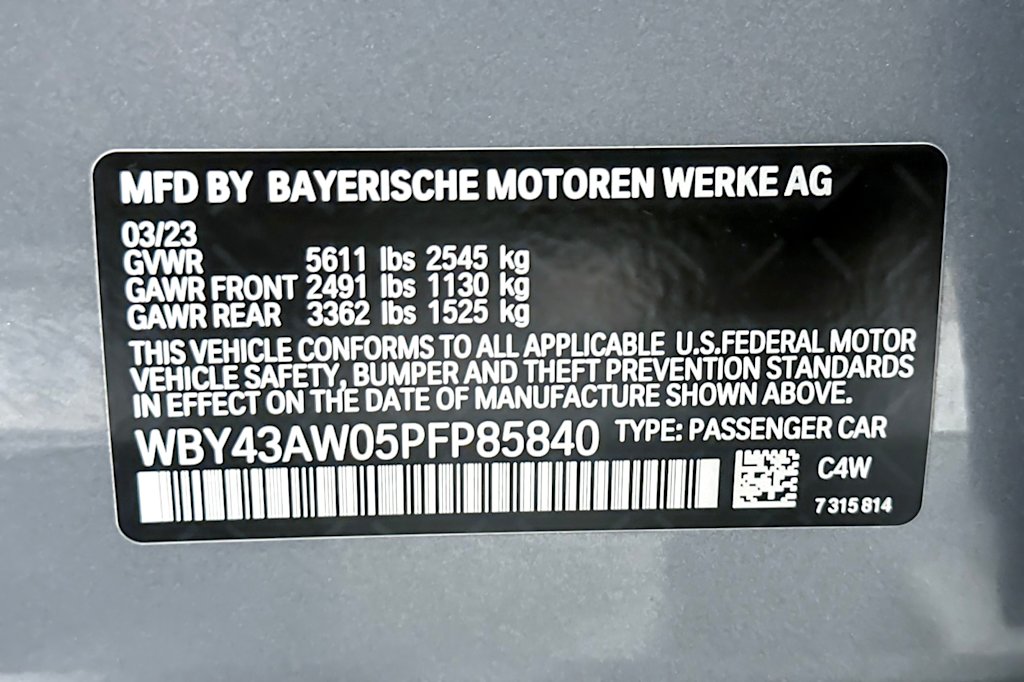 MFD BY BAYERISCHE MOTOREN WERKE AG
03/23
GVWR 5611 lbs 2545 kg
GAWR FRONT 2491 lbs 1130 kg
GAWR REAR 3362 lbs 1525 kg
THIS VEHICLE CONFORMS TO ALL APPLICABLE U.S.FEDERAL MOTOR
VEHICLE SAFETY, BUMPER AND THEFT PREVENTION STANDARDS
IN EFFECT ON THE DATE OF MANUFACTURE SHOWN ABOVE.
WBY43AW05PFP85840 TYPE: PASSENGER CAR
C4W
7 315 814